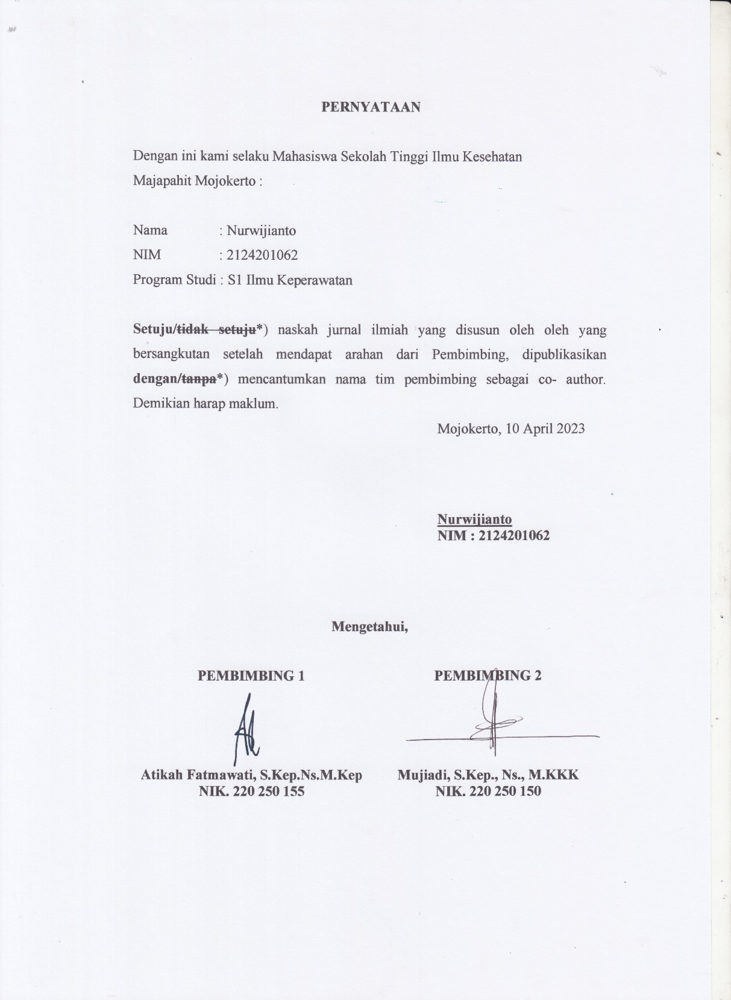 PERNYATAAN
Dengan ini kami selaku Mahasiswa Sekolah Tinggi Ilmu Kesehatan
Majapahit Mojokerto :
Nama : Nurwijianto
NIM : 2124201062
Program Studi : S1 Ilmu Keperawatan
Setuju/tidak setuju*) naskah jurnal ilmiah yang disusun oleh oleh yang
bersangkutan setelah mendapat arahan dari Pembimbing, dipublikasikan
dengan/tanpa*) mencantumkan nama tim pembimbing sebagai co- author.
Demikian harap maklum.
Mojokerto, 10 April 2023
Nurwijianto
NIM : 2124201062
Mengetahui,
PEMBIMBING 1 PEMBIMBING 2
Atikah Fatmawati, S.Kep.Ns.M.Kep Mujiadi, S.Kep., Ns., M.KKK
NIK. 220 250 155 NIK. 220 250 150